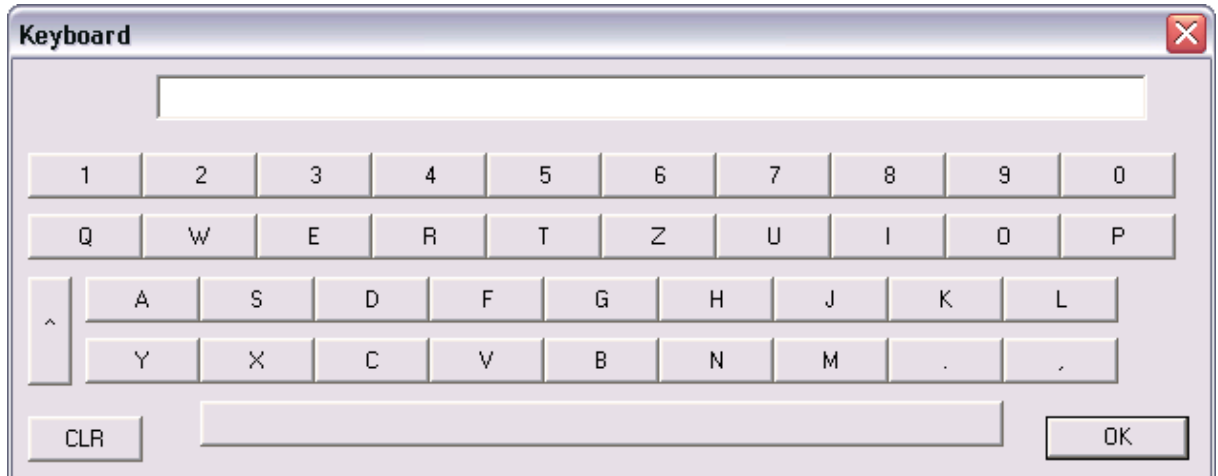 Keyboard
1 2 3 4 5 6 7 8 9 0
Q W E R T Z U I O P
A S D F G H J K L
^
Y X C V B N M . ,
CLR OK